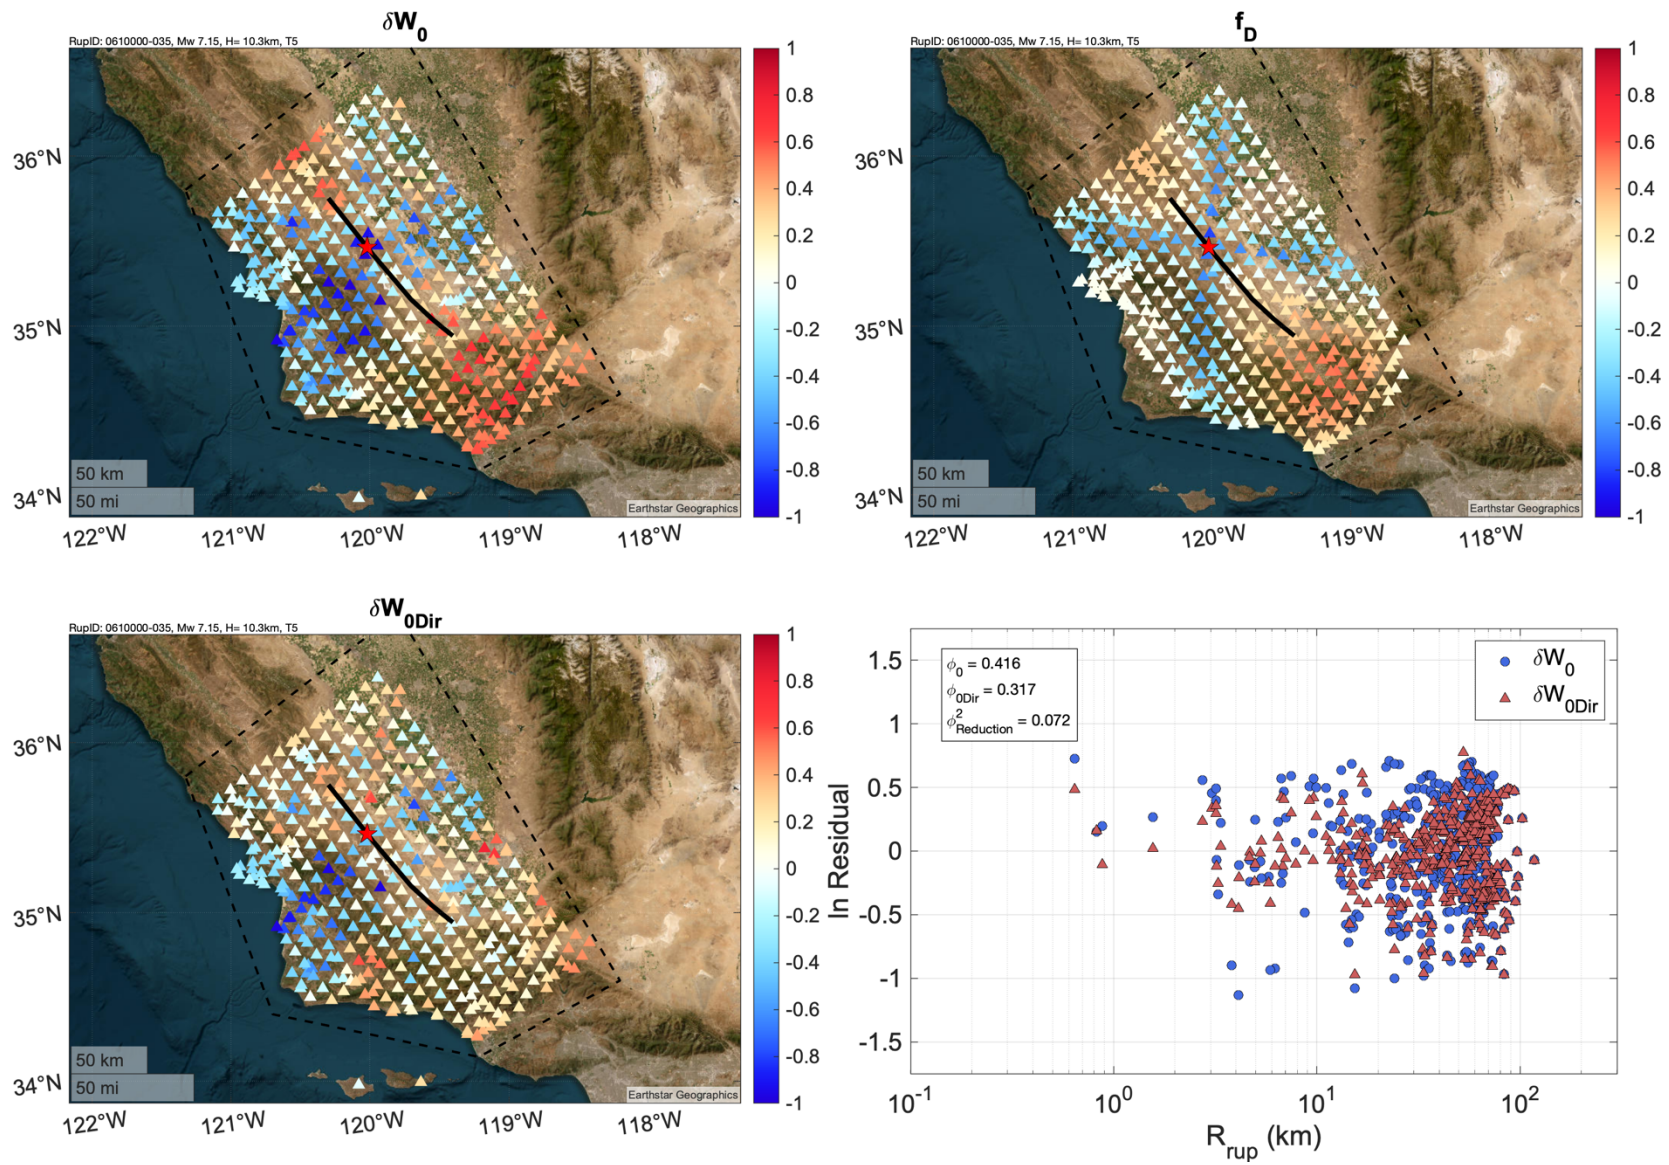 δW₀
RupID: 0610000-035, Mw 7.15, H= 10.3km, T5
36°N
35°N
34°N
122°W
121°W
120°W
119°W
118°W
50 km
50 mi
Earthstar Geographics
1
0.8
0.6
0.4
0.2
0
-0.2
-0.4
-0.6
-0.8
-1
f_D
RupID: 0610000-035, Mw 7.15, H= 10.3km, T5
36°N
35°N
34°N
122°W
121°W
120°W
119°W
118°W
50 km
50 mi
Earthstar Geographics
1
0.8
0.6
0.4
0.2
0
-0.2
-0.4
-0.6
-0.8
-1
δW_0Dir
RupID: 0610000-035, Mw 7.15, H= 10.3km, T5
36°N
35°N
34°N
122°W
121°W
120°W
119°W
118°W
50 km
50 mi
Earthstar Geographics
1
0.8
0.6
0.4
0.2
0
-0.2
-0.4
-0.6
-0.8
-1
ϕ₀ = 0.416
ϕ_0Dir = 0.317
ϕ²_Reduction = 0.072
δW₀
δW_0Dir
1.5
1
0.5
0
-0.5
-1
-1.5
ln Residual
10⁻¹
10⁰
10¹
10²
R_rup (km)